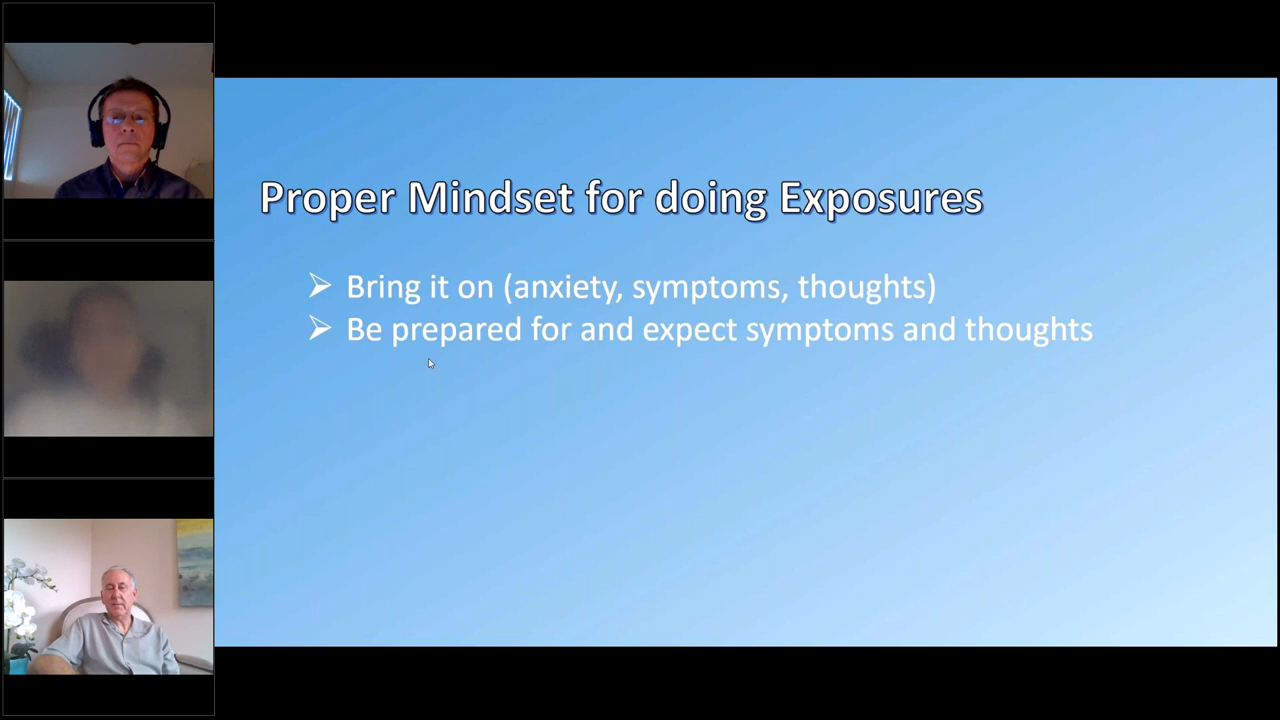 Proper Mindset for doing Exposures
Bring it on (anxiety, symptoms, thoughts)
Be prepared for and expect symptoms and thoughts